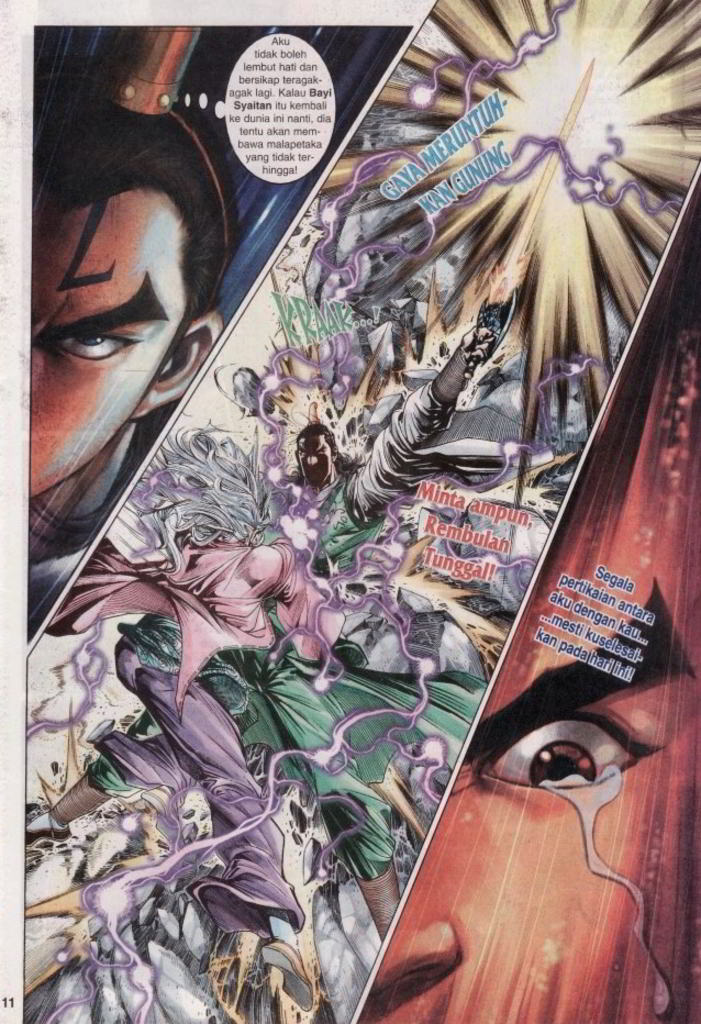 Aku
tidak boleh
lembut hati dan
bersikap teragak-
agak lagi. Kalau Bayi
Syaitan itu kembali
ke dunia ini nanti, dia
tentu akan mem-
bawa malapetaka
yang tidak ter-
hingga!
GAYA MERUNTUH-
KAN GUNUNG
KRAAK...!
Minta ampun,
Rembulan
Tunggal!
Segala
pertikaian antara
aku dengan kau...
...mesti kuselesai-
kan pada hari ini!
11